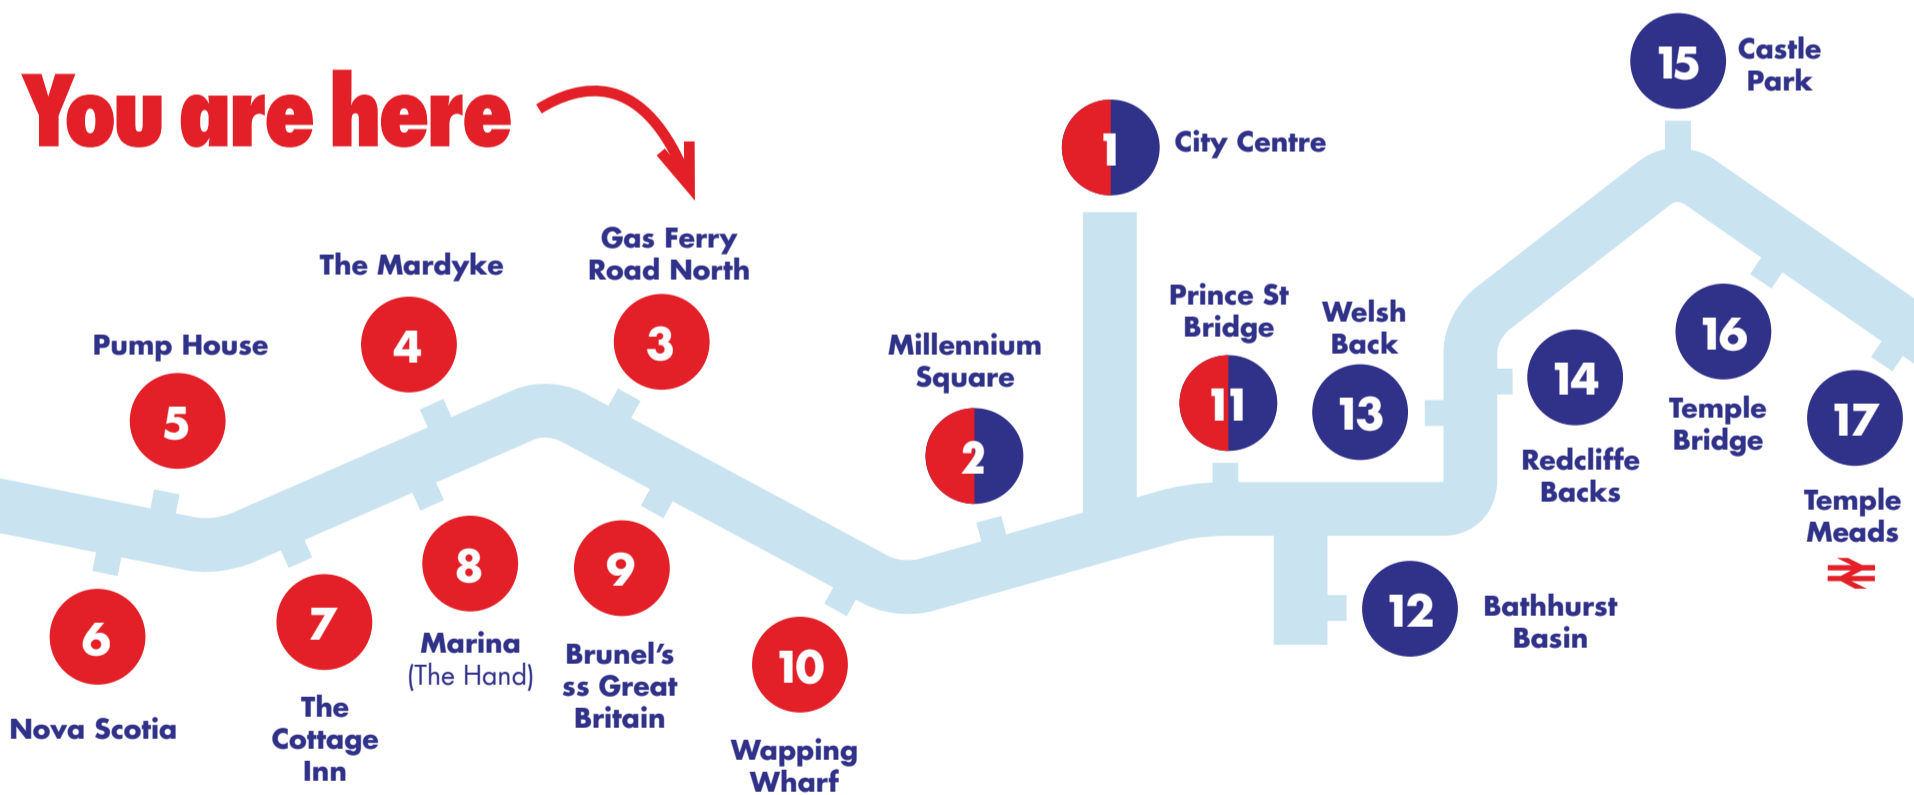 You are here
1
City Centre
2
Millennium
Square
3
Gas Ferry
Road North
4
The Mardyke
5
Pump House
6
Nova Scotia
7
The
Cottage
Inn
8
Marina
(The Hand)
9
Brunel’s
ss Great
Britain
10
Wapping
Wharf
11
Prince St
Bridge
12
Bathhurst
Basin
13
Welsh
Back
14
Redcliffe
Backs
15
Castle
Park
16
Temple
Bridge
17
Temple
Meads